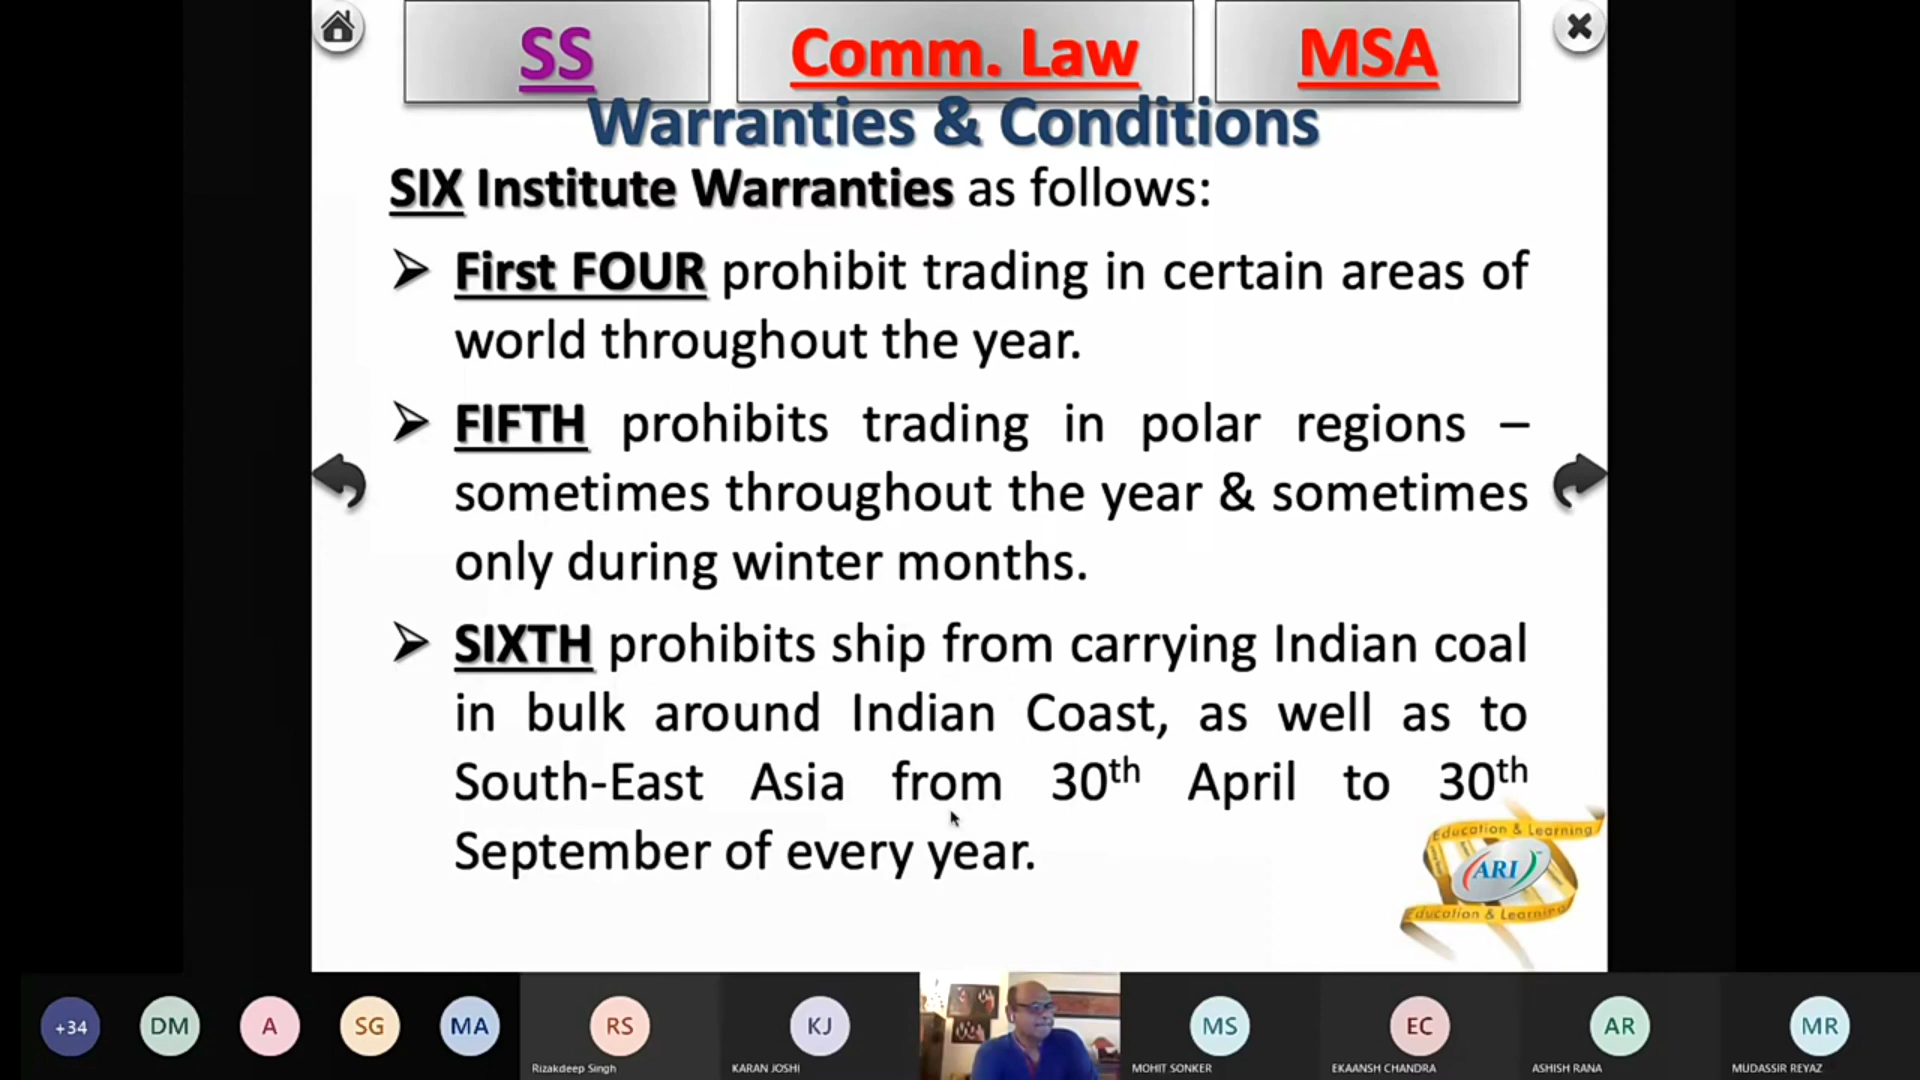 SS Comm. Law MSA
Warranties & Conditions
SIX Institute Warranties as follows:
➢ First FOUR prohibit trading in certain areas of
world throughout the year.
➢ FIFTH prohibits trading in polar regions –
sometimes throughout the year & sometimes
only during winter months.
➢ SIXTH prohibits ship from carrying Indian coal
in bulk around Indian Coast, as well as to
South-East Asia from 30th April to 30th
September of every year.
Education & Learning
ARI
Education & Learning
+34 DM A SG MA RS KJ MS EC AR MR
Rizakdeep Singh KARAN JOSHI MOHIT SONKER EKAANSH CHANDRA ASHISH RANA MUDASSIR REYAZ